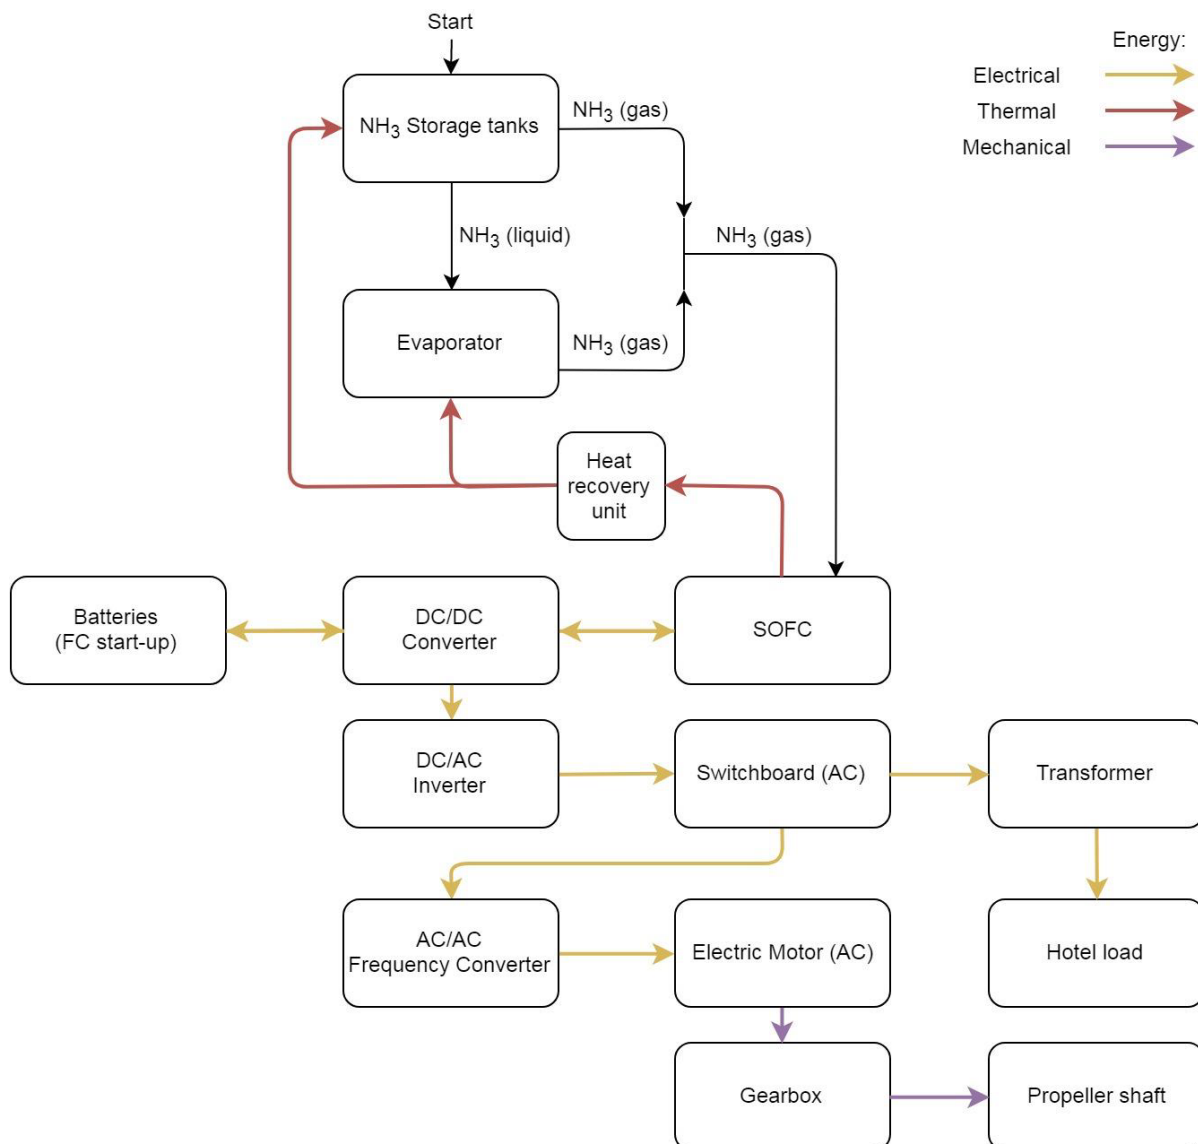 Start
Energy:
Electrical
Thermal
Mechanical
NH₃ Storage tanks
NH₃ (gas)
NH₃ (liquid)
NH₃ (gas)
Evaporator
NH₃ (gas)
Heat
recovery
unit
Batteries
(FC start-up)
DC/DC
Converter
SOFC
DC/AC
Inverter
Switchboard (AC)
Transformer
AC/AC
Frequency Converter
Electric Motor (AC)
Hotel load
Gearbox
Propeller shaft